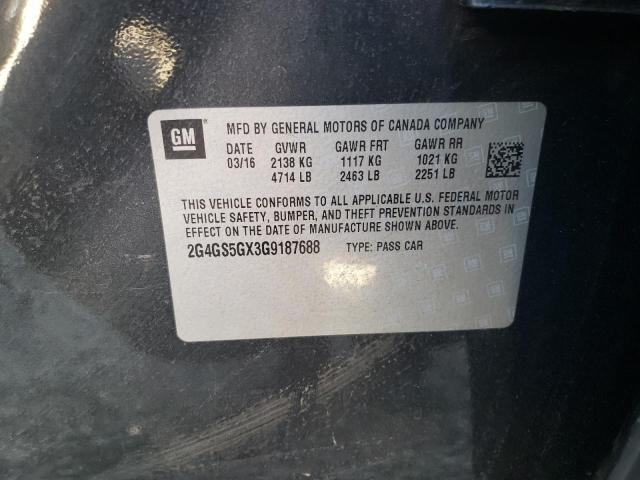 GM
MFD BY GENERAL MOTORS OF CANADA COMPANY
DATE GVWR GAWR FRT GAWR RR
03/16 2138 KG 1117 KG 1021 KG
4714 LB 2463 LB 2251 LB
THIS VEHICLE CONFORMS TO ALL APPLICABLE U.S. FEDERAL MOTOR
VEHICLE SAFETY, BUMPER, AND THEFT PREVENTION STANDARDS IN
EFFECT ON THE DATE OF MANUFACTURE SHOWN ABOVE.
2G4GS5GX3G9187688 TYPE: PASS CAR